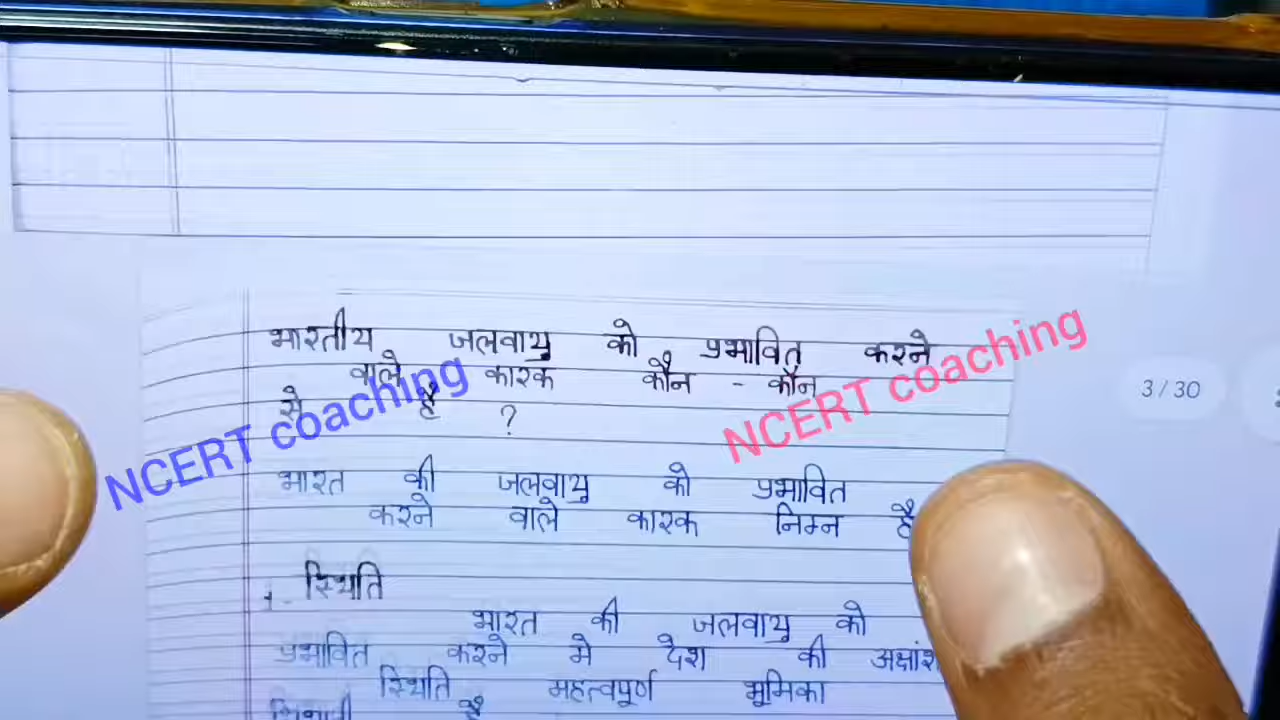 भारतीय जलवायु को प्रभावित करने
वाले कारक कौन - कौन
से है ?
NCERT coaching
NCERT coaching
3 / 30
भारत की जलवायु को प्रभावित
करने वाले कारक निम्न है
1. स्थिति
भारत की जलवायु को
प्रभावित करने मे देश की अक्षांश
स्थिति महत्वपूर्ण भूमिका
है